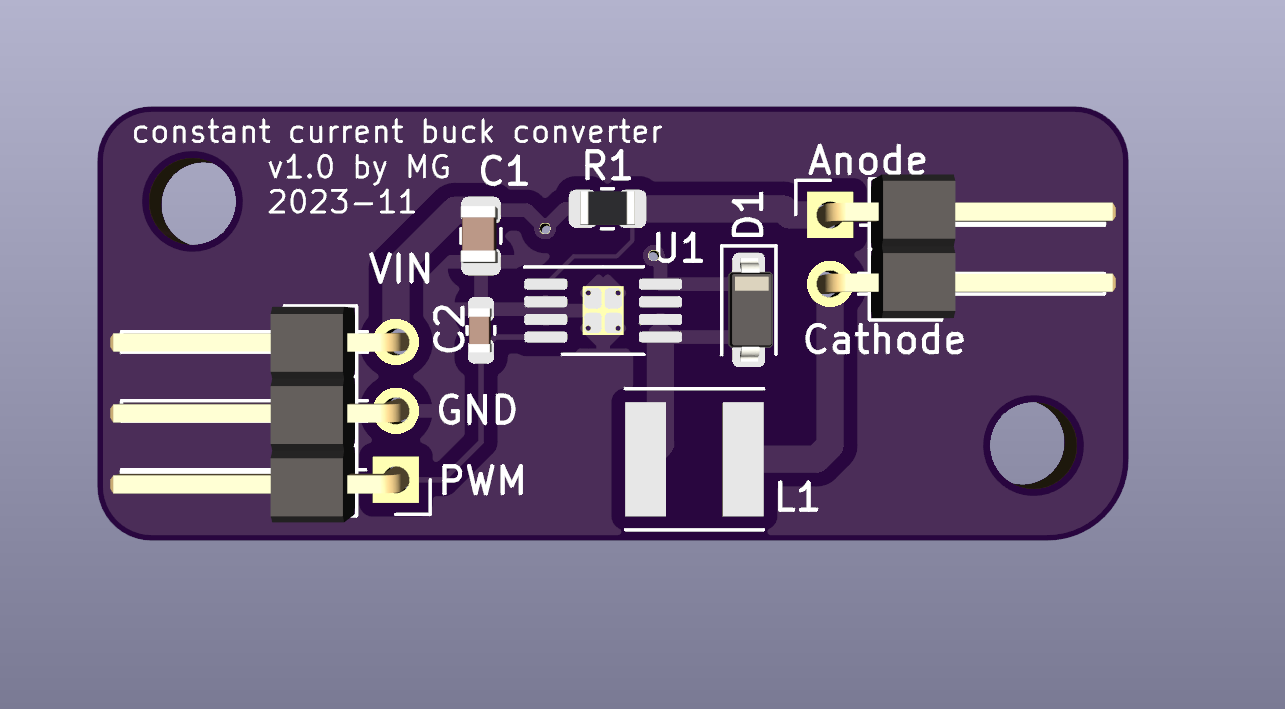 constant current buck converter
v1.0 by MG
2023-11
C1
R1
Anode
D1
U1
VIN
C2
Cathode
GND
PWM
L1